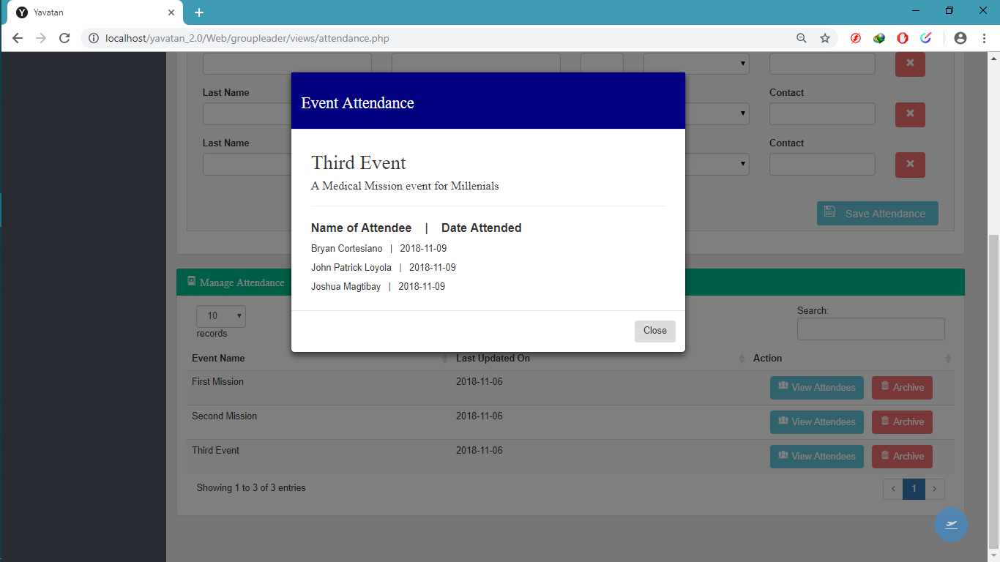 Yavatan
localhost/yavatan_2.0/Web/groupleader/views/attendance.php
Last Name
Contact
Last Name
Contact
Save Attendance
Event Attendance
Third Event
A Medical Mission event for Millenials
Name of Attendee | Date Attended
Bryan Cortesiano | 2018-11-09
John Patrick Loyola | 2018-11-09
Joshua Magtibay | 2018-11-09
Close
Manage Attendance
10
records
Search:
Event Name Last Updated On Action
First Mission 2018-11-06 View Attendees Archive
Second Mission 2018-11-06 View Attendees Archive
Third Event 2018-11-06 View Attendees Archive
Showing 1 to 3 of 3 entries
‹ 1 ›